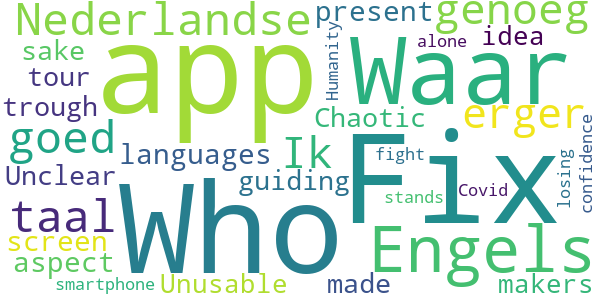 Nederlandse
present
genoeg
sake
app
Waar
alone
idea
Humanity
tour
trough
erger
goed
Chaotic
languages
Ik
Fix
confidence
Unclear
Who
guiding
fight
losing
taal
stands
Covid
screen
Engels
aspect
smartphone
Unusable
made
makers